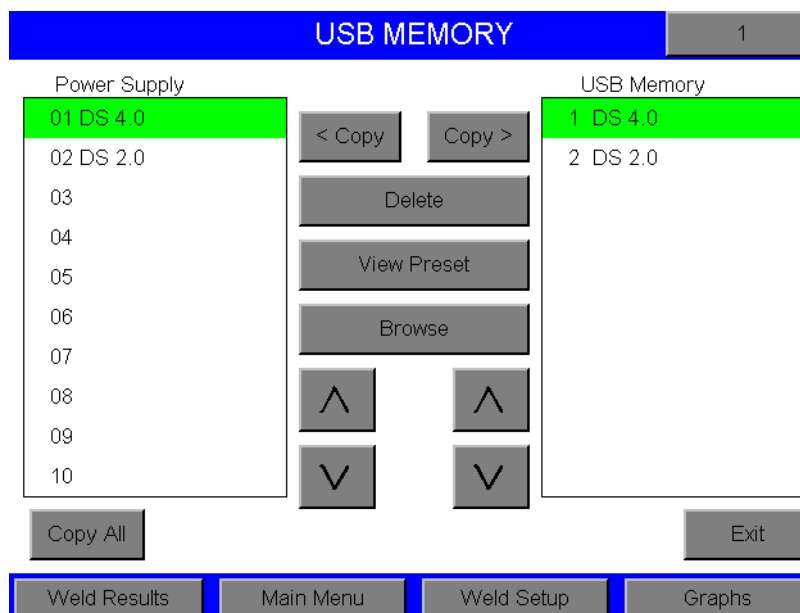 USB MEMORY
1
Power Supply
USB Memory
01 DS 4.0
02 DS 2.0
03
04
05
06
07
08
09
10
< Copy
Copy >
Delete
View Preset
Browse
1 DS 4.0
2 DS 2.0
Copy All
Exit
Weld Results
Main Menu
Weld Setup
Graphs